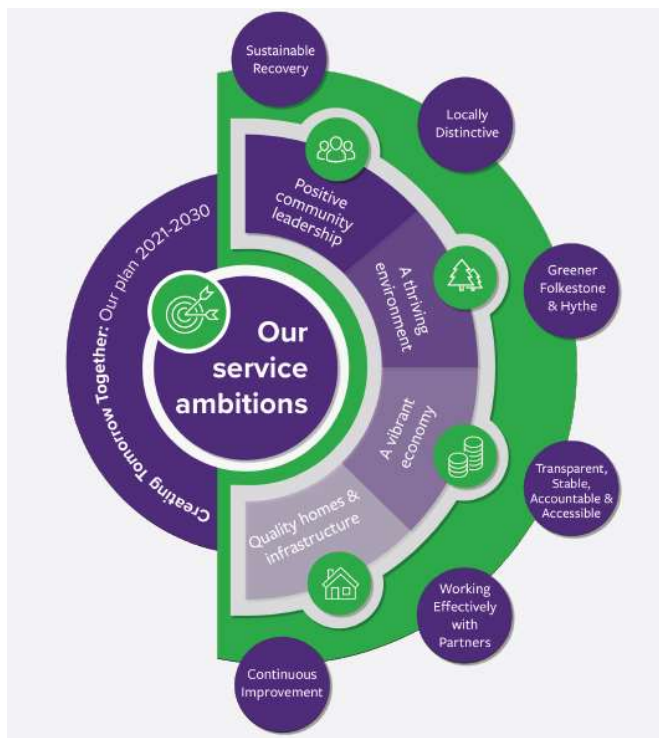 Sustainable
Recovery
Locally
Distinctive
Positive
community
leadership
Creating Tomorrow Together: Our plan 2021-2030
A thriving
environment
Greener
Folkestone
& Hythe
Our
service
ambitions
A vibrant
economy
Transparent,
Stable,
Accountable &
Accessible
Quality homes &
infrastructure
Working
Effectively
with
Partners
Continuous
Improvement